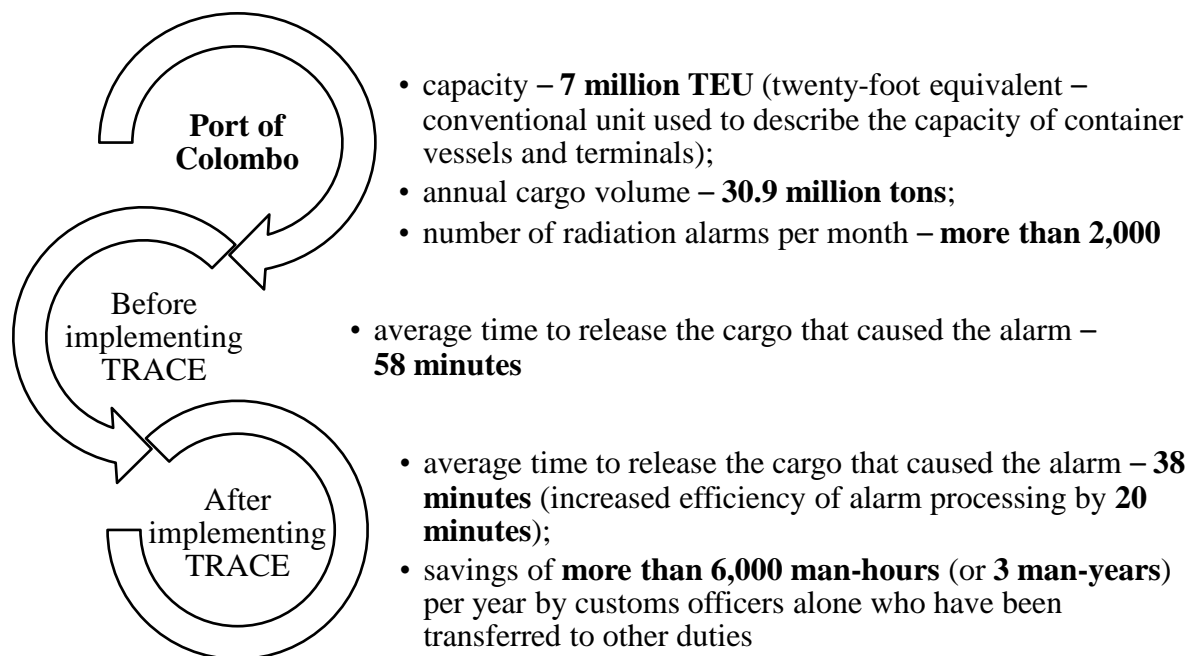 Port of
Colombo
• capacity – 7 million TEU (twenty-foot equivalent –
conventional unit used to describe the capacity of container
vessels and terminals);
• annual cargo volume – 30.9 million tons;
• number of radiation alarms per month – more than 2,000
Before
implementing
TRACE
• average time to release the cargo that caused the alarm –
58 minutes
After
implementing
TRACE
• average time to release the cargo that caused the alarm – 38
minutes (increased efficiency of alarm processing by 20
minutes);
• savings of more than 6,000 man-hours (or 3 man-years)
per year by customs officers alone who have been
transferred to other duties